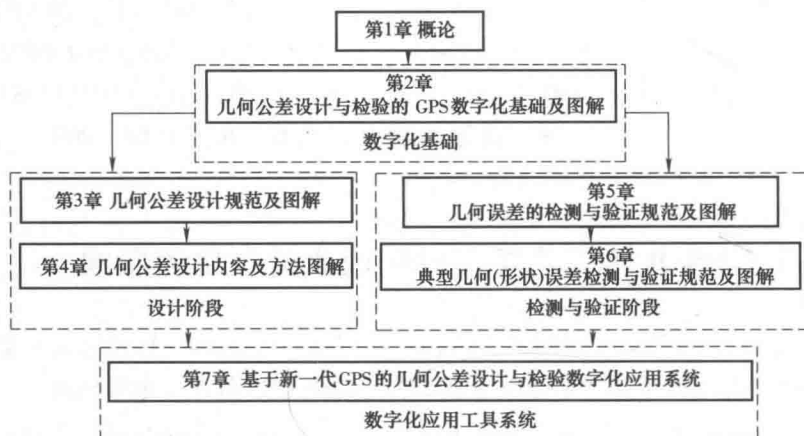 第1章 概论
第2章
几何公差设计与检验的 GPS数字化基础及图解
数字化基础
第3章 几何公差设计规范及图解
第4章 几何公差设计内容及方法图解
设计阶段
第5章
几何误差的检测与验证规范及图解
第6章
典型几何(形状)误差检测与验证规范及图解
检测与验证阶段
第7章 基于新一代GPS的几何公差设计与检验数字化应用系统
数字化应用工具系统